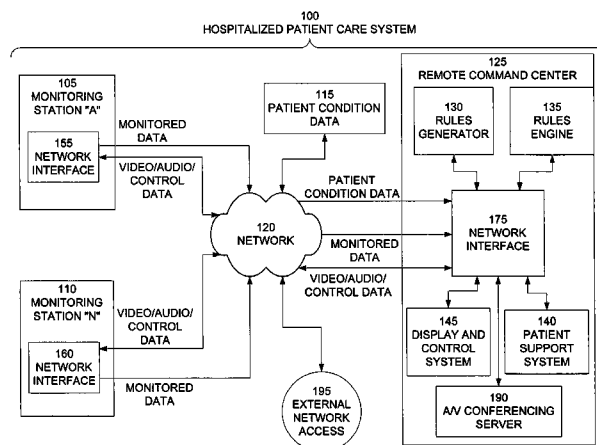 100
HOSPITALIZED PATIENT CARE SYSTEM
105
MONITORING
STATION "A"
155
NETWORK
INTERFACE
MONITORED
DATA
VIDEO/AUDIO/
CONTROL
DATA
115
PATIENT CONDITION
DATA
125
REMOTE COMMAND CENTER
130
RULES
GENERATOR
135
RULES
ENGINE
120
NETWORK
PATIENT
CONDITION DATA
MONITORED
DATA
VIDEO/AUDIO/
CONTROL DATA
175
NETWORK
INTERFACE
110
MONITORING
STATION "N"
160
NETWORK
INTERFACE
VIDEO/AUDIO/
CONTROL
DATA
MONITORED
DATA
195
EXTERNAL
NETWORK
ACCESS
145
DISPLAY AND
CONTROL
SYSTEM
140
PATIENT
SUPPORT
SYSTEM
190
A/V CONFERENCING
SERVER